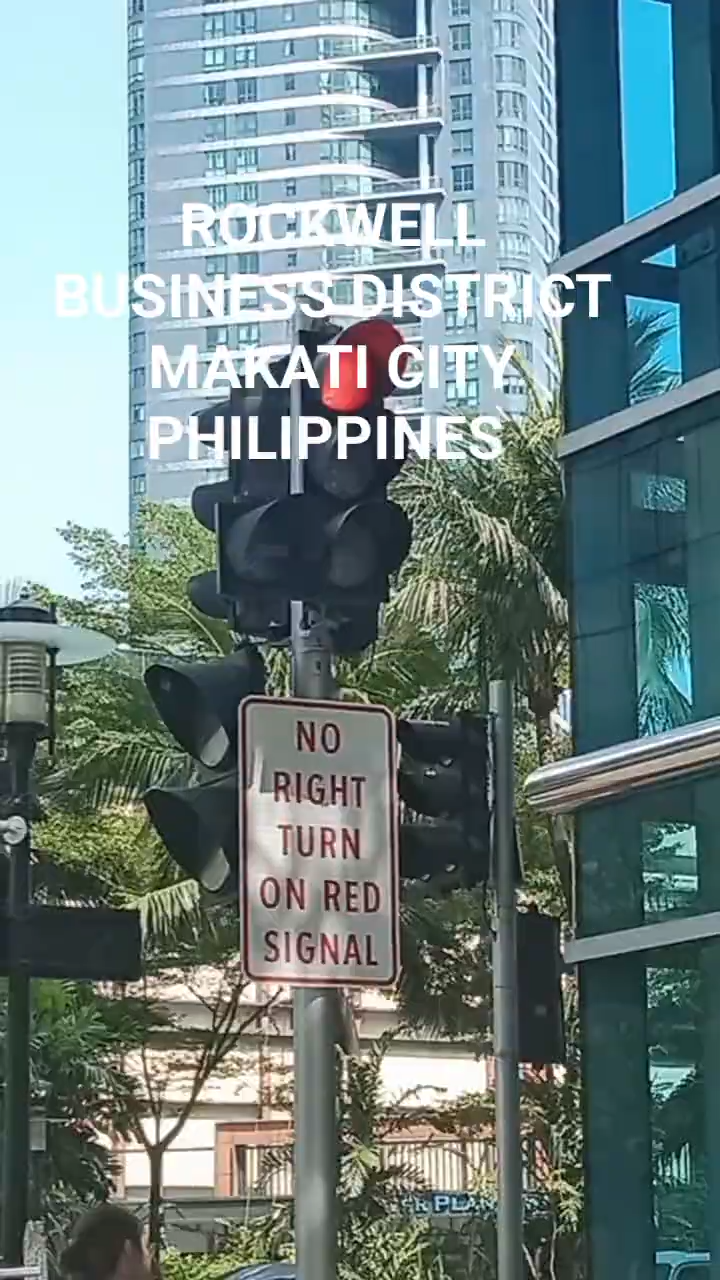 ROCKWELL
BUSINESS DISTRICT
MAKATI CITY
PHILIPPINES
NO
RIGHT
TURN
ON RED
SIGNAL